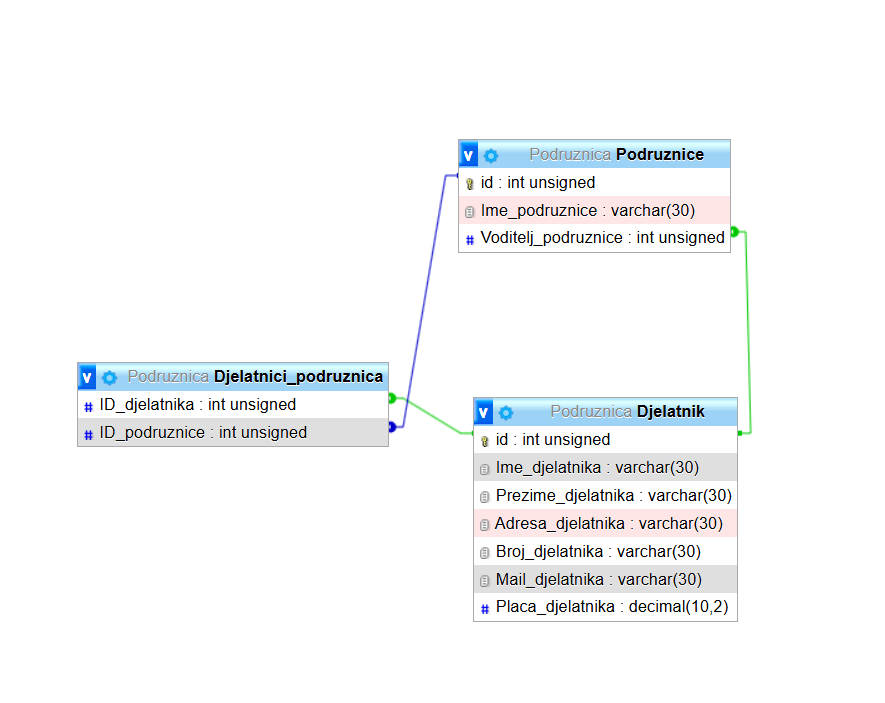 v Podruznica Podruznice
id : int unsigned
Ime_podruznice : varchar(30)
# Voditelj_podruznice : int unsigned
v Podruznica Djelatnici_podruznica
# ID_djelatnika : int unsigned
# ID_podruznice : int unsigned
v Podruznica Djelatnik
id : int unsigned
Ime_djelatnika : varchar(30)
Prezime_djelatnika : varchar(30)
Adresa_djelatnika : varchar(30)
Broj_djelatnika : varchar(30)
Mail_djelatnika : varchar(30)
# Placa_djelatnika : decimal(10,2)